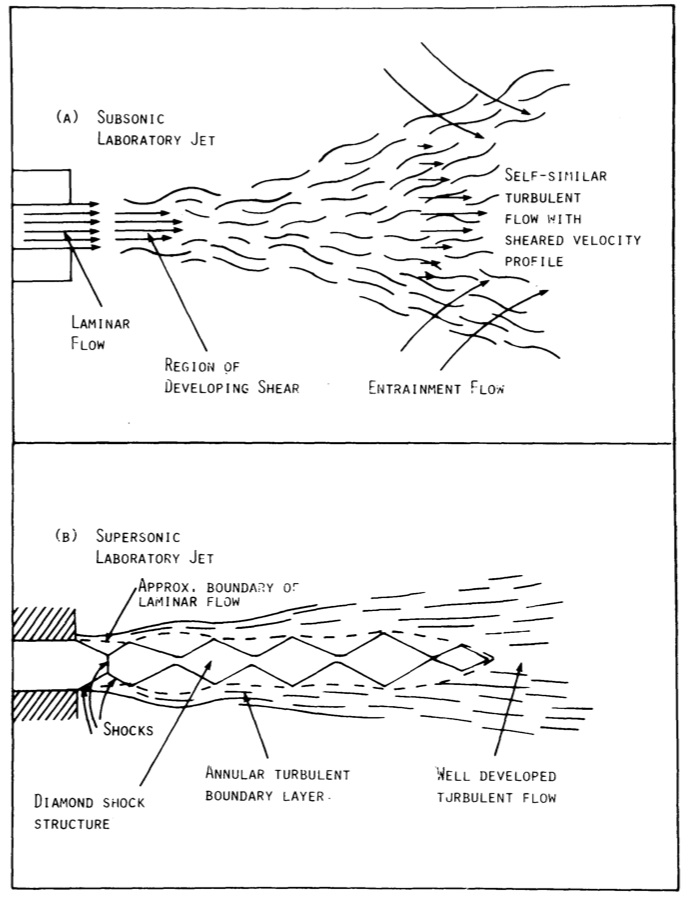 (A) SUBSONIC
LABORATORY JET
SELF-SIMILAR
TURBULENT
FLOW WITH
SHEARED VELOCITY
PROFILE
LAMINAR
FLOW
REGION OF
DEVELOPING SHEAR
ENTRAINMENT FLOW
(B) SUPERSONIC
LABORATORY JET
APPROX. BOUNDARY OF
LAMINAR FLOW
SHOCKS
ANNULAR TURBULENT
BOUNDARY LAYER.
WELL DEVELOPED
TURBULENT FLOW
DIAMOND SHOCK
STRUCTURE